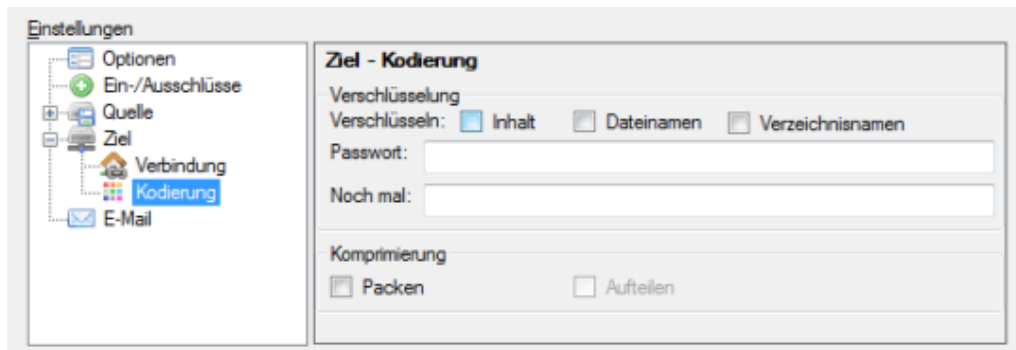 Einstellungen
Optionen
Ein-/Ausschlüsse
Quelle
Ziel
Verbindung
Kodierung
E-Mail
Ziel - Kodierung
Verschlüsselung
Verschlüsseln: Inhalt Dateinamen Verzeichnisnamen
Passwort:
Noch mal:
Komprimierung
Packen Aufteilen